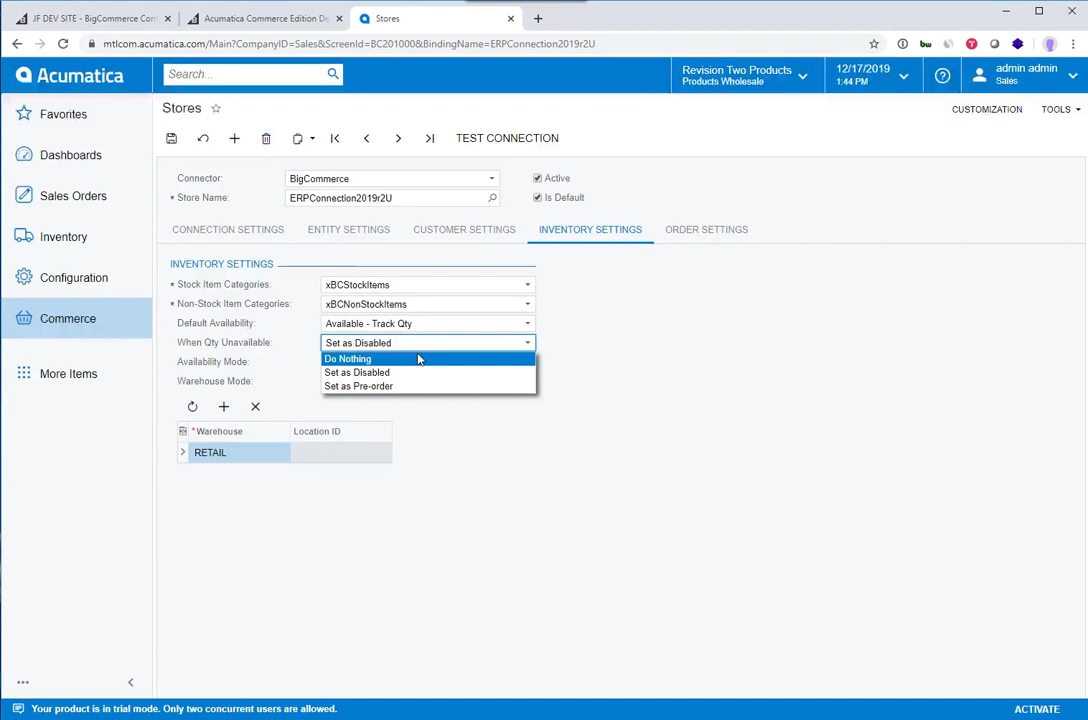 JF DEV SITE - BigCommerce Con
Acumatica Commerce Edition De
Stores
mtlcom.acumatica.com/Main?CompanyID=Sales&ScreenId=BC201000&BindingName=ERPConnection2019r2U
Acumatica
Search...
Revision Two Products
Products Wholesale
12/17/2019
1:44 PM
admin admin
Sales
Favorites
Dashboards
Sales Orders
Inventory
Configuration
Commerce
More Items
Stores
CUSTOMIZATION
TOOLS
TEST CONNECTION
Connector:
BigCommerce
Active
* Store Name:
ERPConnection2019r2U
Is Default
CONNECTION SETTINGS
ENTITY SETTINGS
CUSTOMER SETTINGS
INVENTORY SETTINGS
ORDER SETTINGS
INVENTORY SETTINGS
* Stock Item Categories:
xBCStockItems
* Non-Stock Item Categories:
xBCNonStockItems
Default Availability:
Available - Track Qty
When Qty Unavailable:
Set as Disabled
Do Nothing
Set as Disabled
Set as Pre-order
Availability Mode:
Warehouse Mode:
* Warehouse
Location ID
RETAIL
Your product is in trial mode. Only two concurrent users are allowed.
ACTIVATE